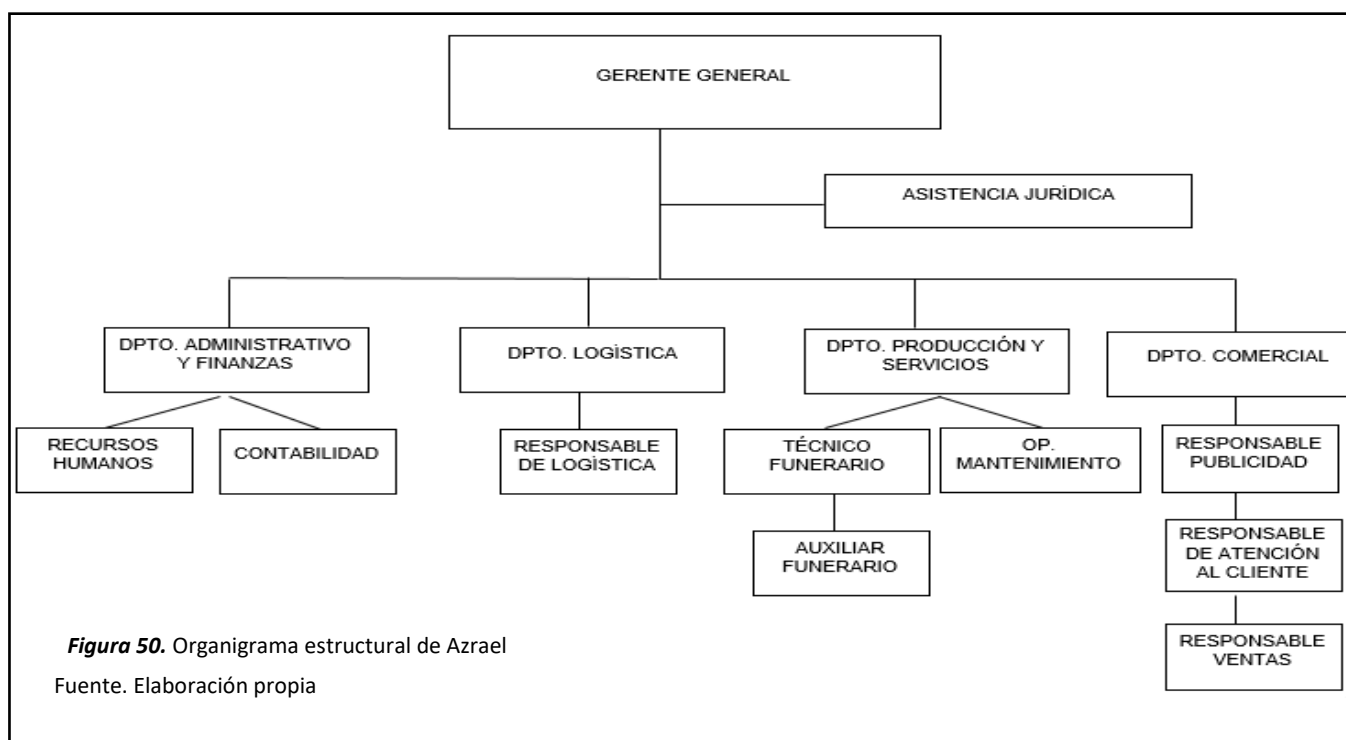 GERENTE GENERAL
ASISTENCIA JURÌDICA
DPTO. ADMINISTRATIVO
Y FINANZAS
DPTO. LOGÌSTICA
DPTO. PRODUCCIÓN Y
SERVICIOS
DPTO. COMERCIAL
RECURSOS
HUMANOS
CONTABILIDAD
RESPONSABLE
DE LOGÌSTICA
TÉCNICO
FUNERARIO
OP.
MANTENIMIENTO
RESPONSABLE
PUBLICIDAD
AUXILIAR
FUNERARIO
RESPONSABLE
DE ATENCIÓN
AL CLIENTE
RESPONSABLE
VENTAS
Figura 50. Organigrama estructural de Azrael
Fuente. Elaboración propia